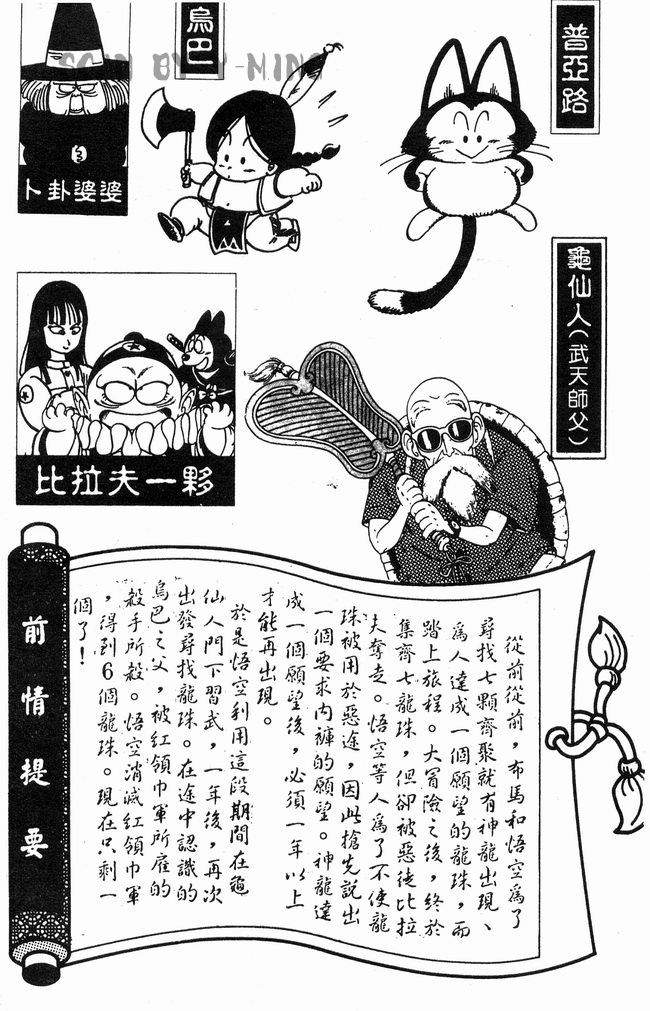 普亞路
烏巴
SCAN BY Y-NING
卜卦婆婆
龜仙人（武天師父）
比拉夫一夥
前情提要
從前從前，布馬和悟空爲了
尋找七顆齊聚就有神龍出現、
爲人達成一個願望的龍珠，而
踏上旅程。大冒險之後，終於
集齊七龍珠，但卻被惡徒比拉
夫奪走。悟空等人爲了不使龍
珠被用於惡途，因此搶先說出
一個要求內褲的願望。神龍達
成一個願望後，必須一年以上
才能再出現。
於是悟空利用這段期間在龜
仙人門下習武，一年後，再次
出發尋找龍珠。在途中認識的
烏巴之父，被紅領巾軍所雇的
殺手所殺。悟空消滅紅領巾軍
，得到6個龍珠。現在只剩一
個了！